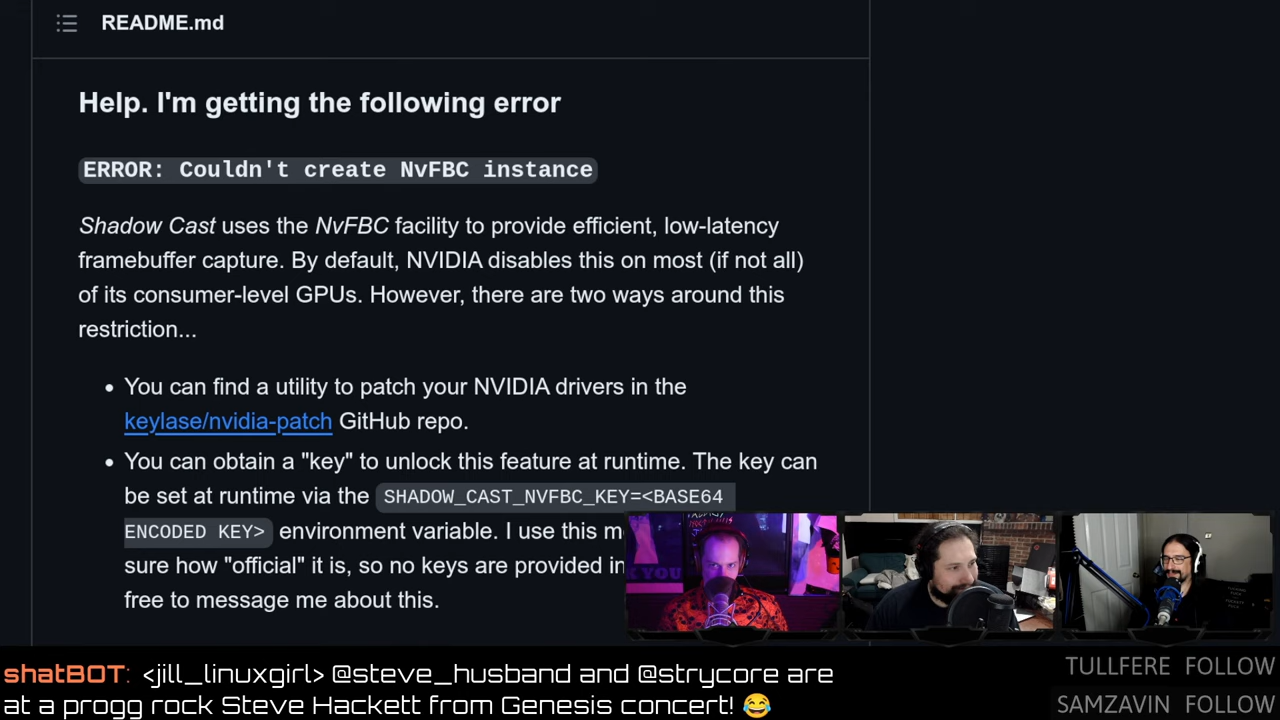 README.md
Help. I'm getting the following error
ERROR: Couldn't create NvFBC instance
Shadow Cast uses the NvFBC facility to provide efficient, low-latency
framebuffer capture. By default, NVIDIA disables this on most (if not all)
of its consumer-level GPUs. However, there are two ways around this
restriction...
• You can find a utility to patch your NVIDIA drivers in the
keylase/nvidia-patch GitHub repo.
• You can obtain a "key" to unlock this feature at runtime. The key can
be set at runtime via the SHADOW_CAST_NVFBC_KEY=<BASE64
ENCODED KEY> environment variable. I use this
sure how "official" it is, so no keys are provided in
free to message me about this.
shatBOT: <jill_linuxgirl> @steve_husband and @strycore are
at a progg rock Steve Hackett from Genesis concert! 😂
TULLFERE FOLLOW
SAMZAVIN FOLLOW